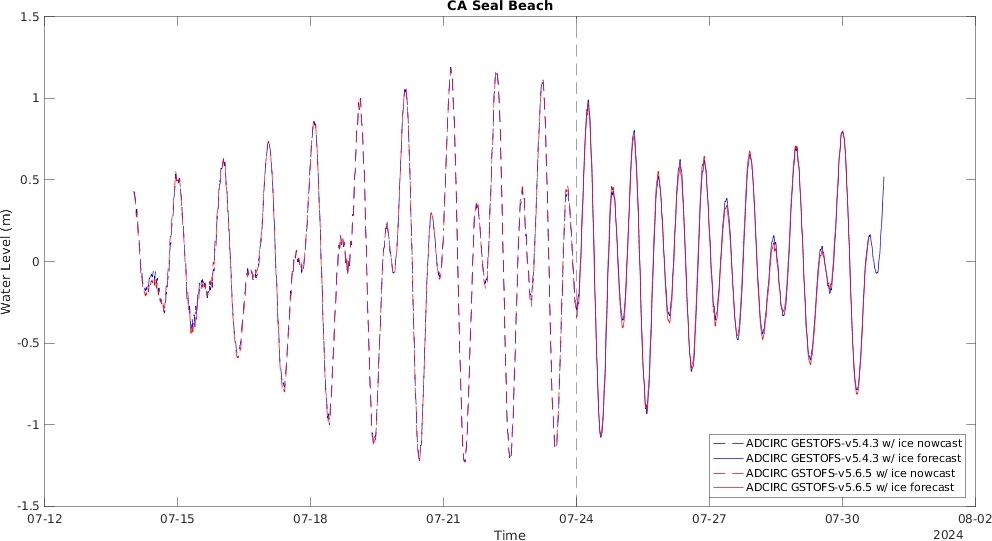 CA Seal Beach
1.5
1
0.5
0
-0.5
-1
-1.5
Water Level (m)
07-12
07-15
07-18
07-21
07-24
07-27
07-30
08-02
Time
2024
ADCIRC GESTOFS-v5.4.3 w/ ice nowcast
ADCIRC GESTOFS-v5.4.3 w/ ice forecast
ADCIRC GSTOFS-v5.6.5 w/ ice nowcast
ADCIRC GSTOFS-v5.6.5 w/ ice forecast